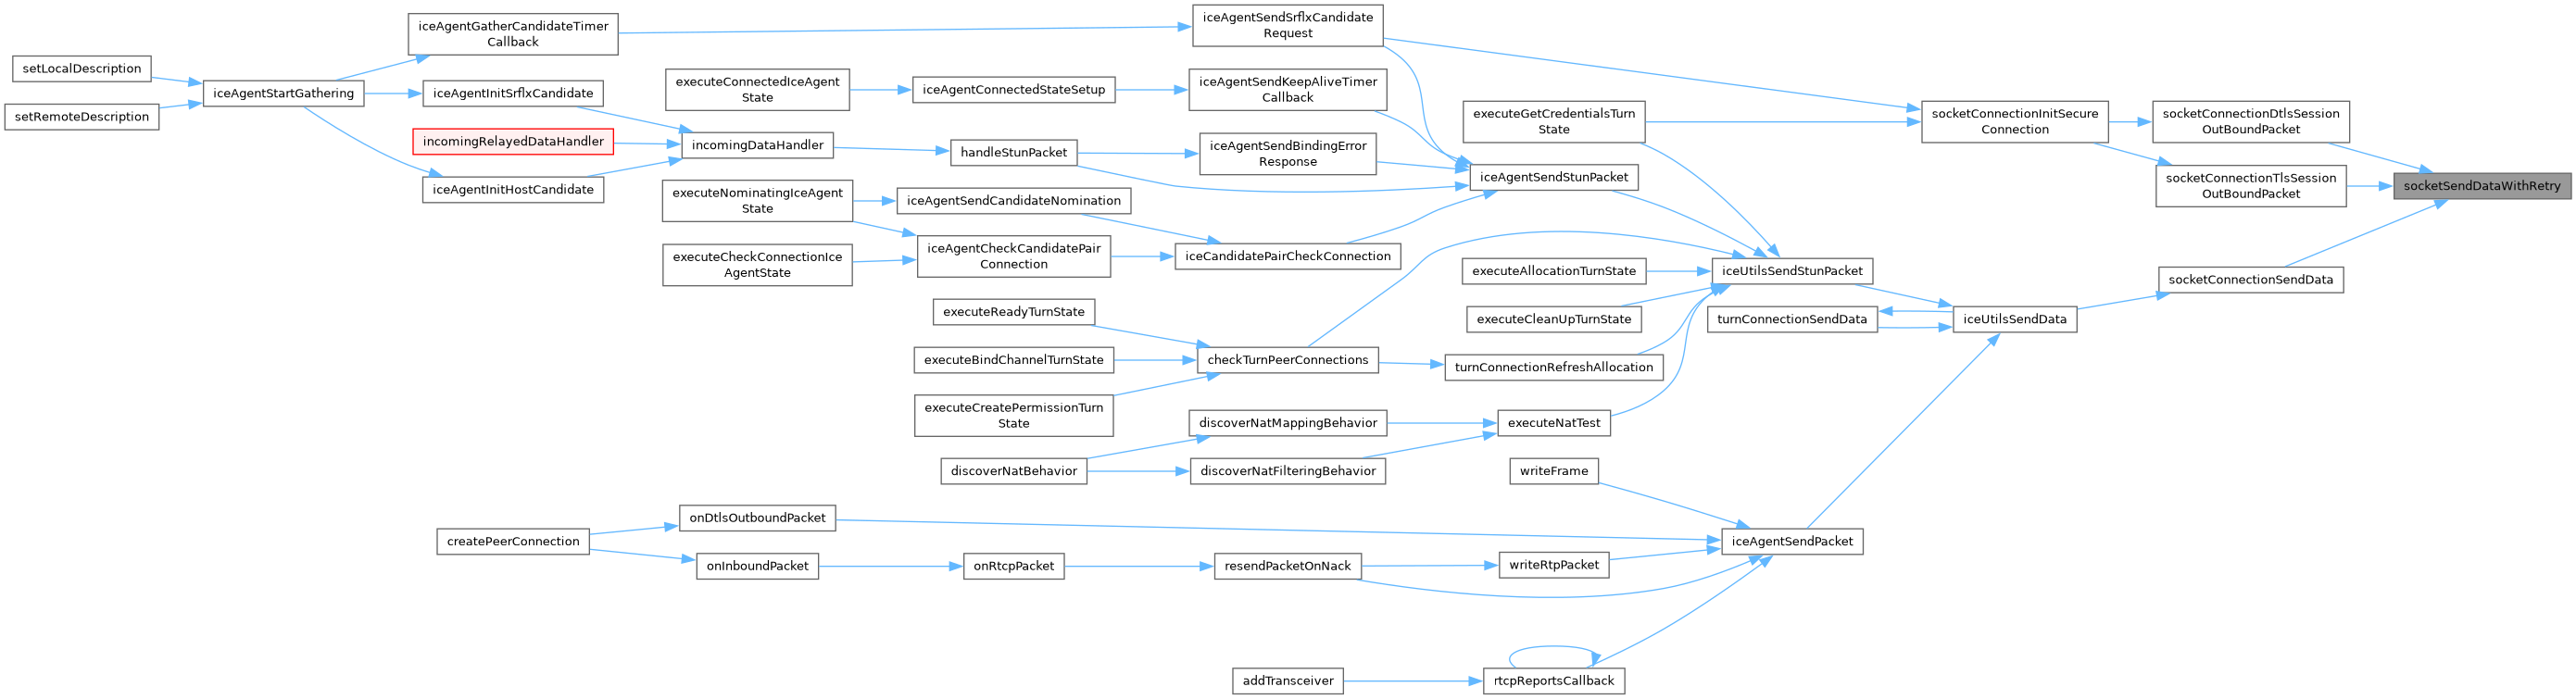 iceAgentGatherCandidateTimer
Callback
iceAgentSendSrflxCandidate
Request
setLocalDescription
setRemoteDescription
iceAgentStartGathering
iceAgentInitSrflxCandidate
incomingRelayedDataHandler
iceAgentInitHostCandidate
executeConnectedIceAgent
State
iceAgentConnectedStateSetup
iceAgentSendKeepAliveTimer
Callback
incomingDataHandler
handleStunPacket
iceAgentSendBindingError
Response
executeGetCredentialsTurn
State
iceAgentSendStunPacket
socketConnectionInitSecure
Connection
socketConnectionDtlsSession
OutBoundPacket
socketConnectionTlsSession
OutBoundPacket
socketSendDataWithRetry
executeNominatingIceAgent
State
iceAgentSendCandidateNomination
executeCheckConnectionIce
AgentState
iceAgentCheckCandidatePair
Connection
iceCandidatePairCheckConnection
executeAllocationTurnState
iceUtilsSendStunPacket
socketConnectionSendData
executeReadyTurnState
executeCleanUpTurnState
turnConnectionSendData
iceUtilsSendData
executeBindChannelTurnState
checkTurnPeerConnections
turnConnectionRefreshAllocation
executeCreatePermissionTurn
State
discoverNatMappingBehavior
executeNatTest
discoverNatBehavior
discoverNatFilteringBehavior
writeFrame
onDtlsOutboundPacket
createPeerConnection
iceAgentSendPacket
onInboundPacket
onRtcpPacket
resendPacketOnNack
writeRtpPacket
addTransceiver
rtcpReportsCallback